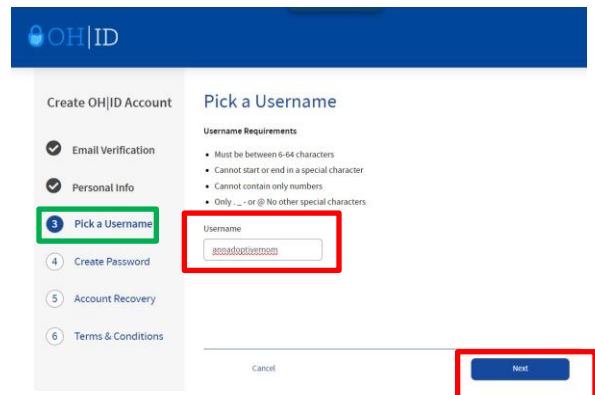 OH|ID
Create OH|ID Account
Email Verification
Personal Info
3 Pick a Username
4 Create Password
5 Account Recovery
6 Terms & Conditions
Pick a Username
Username Requirements
• Must be between 6-64 characters
• Cannot start or end in a special character
• Cannot contain only numbers
• Only . _ - or @ No other special characters
Username
annadoptivemom
Cancel
Next